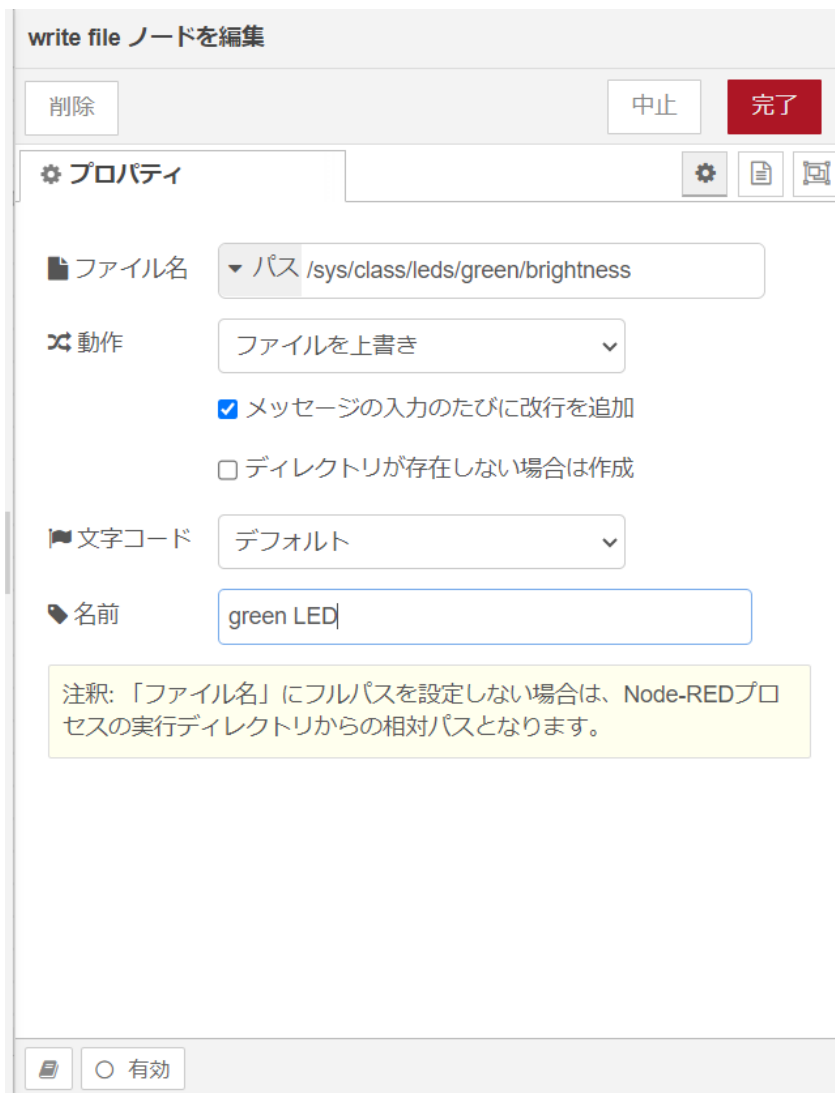 write file ノードを編集
削除 中止 完了
プロパティ
ファイル名 パス /sys/class/leds/green/brightness
動作 ファイルを上書き
メッセージの入力のたびに改行を追加
ディレクトリが存在しない場合は作成
文字コード デフォルト
名前 green LED
注釈: 「ファイル名」にフルパスを設定しない場合は、Node-REDプロ
セスの実行ディレクトリからの相対パスとなります。
有効